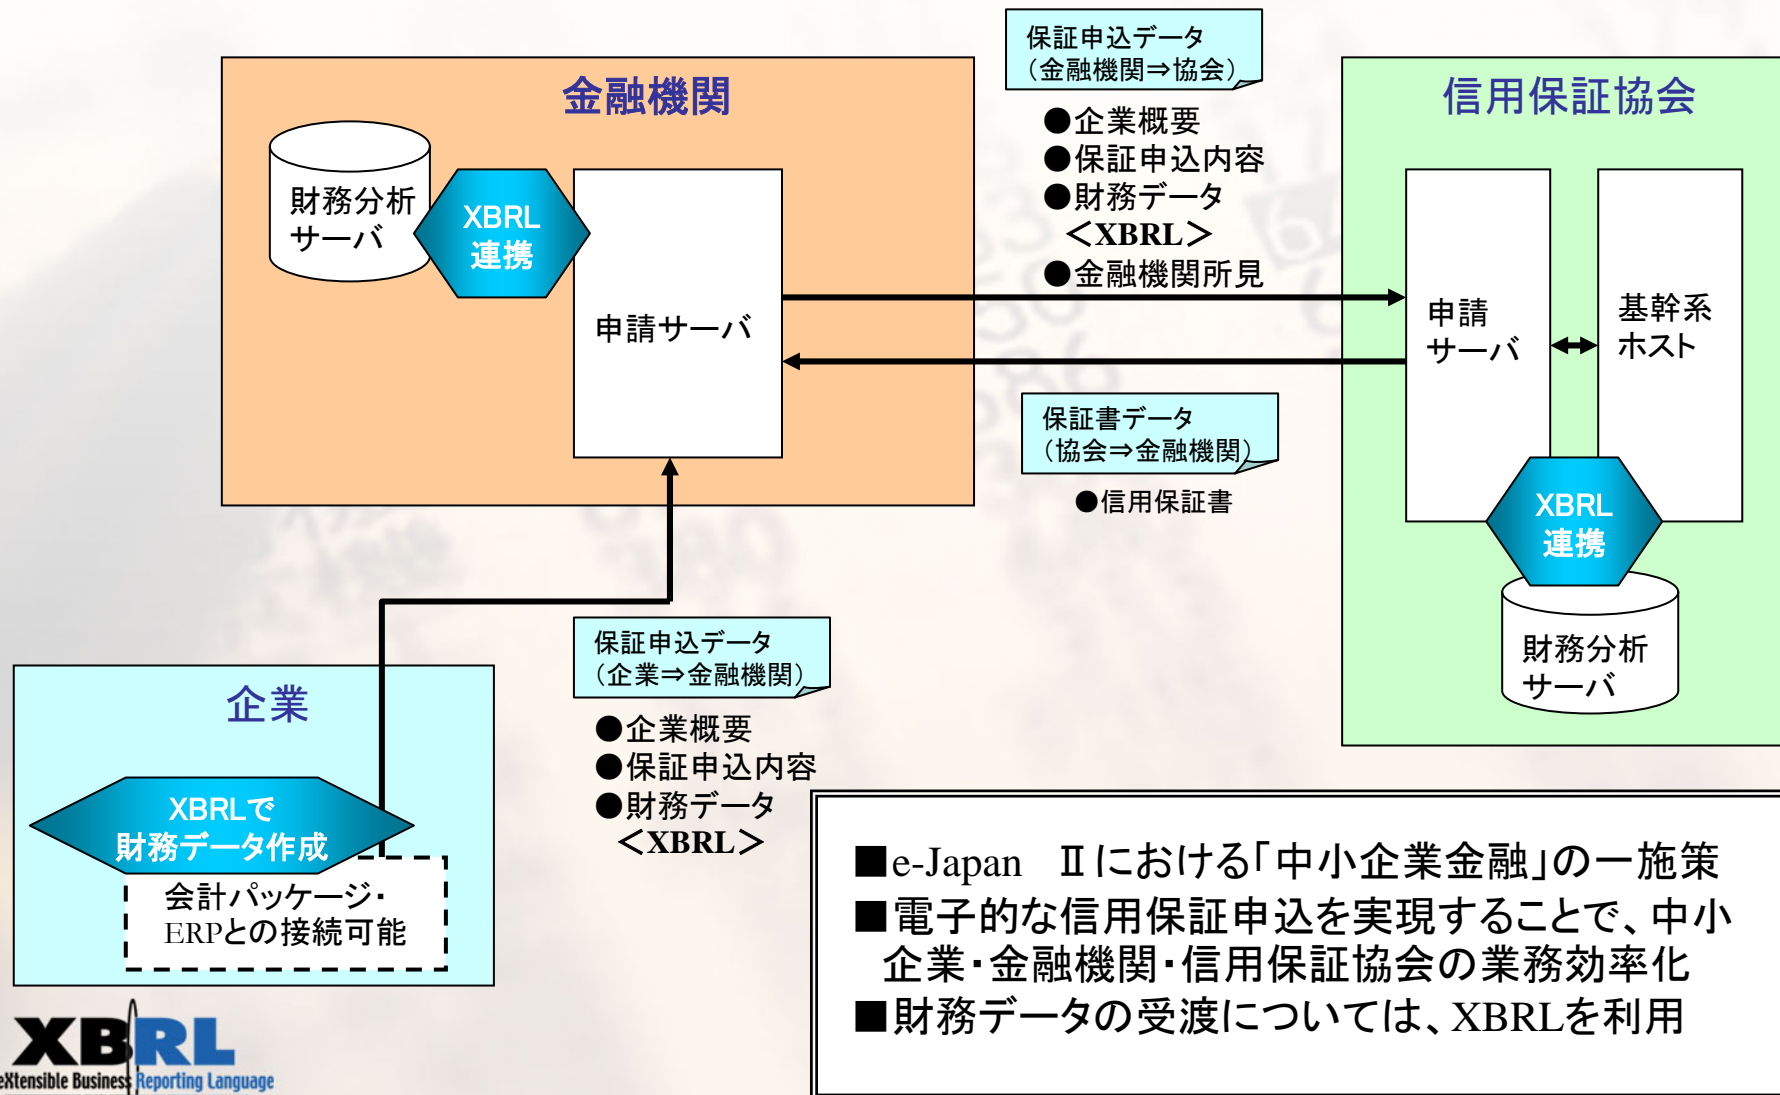 金融機関
財務分析
サーバ
XBRL
連携
申請サーバ
保証申込データ
（金融機関⇒協会）
●企業概要
●保証申込内容
●財務データ
＜XBRL＞
●金融機関所見
信用保証協会
申請
サーバ
基幹系
ホスト
XBRL
連携
財務分析
サーバ
保証書データ
（協会⇒金融機関）
●信用保証書
企業
XBRLで
財務データ作成
会計パッケージ・
ERPとの接続可能
保証申込データ
（企業⇒金融機関）
●企業概要
●保証申込内容
●財務データ
＜XBRL＞
■e-Japan　Ⅱにおける「中小企業金融」の一施策
■電子的な信用保証申込を実現することで、中小
企業・金融機関・信用保証協会の業務効率化
■財務データの受渡については、XBRLを利用
XBRL
eXtensible Business Reporting Language